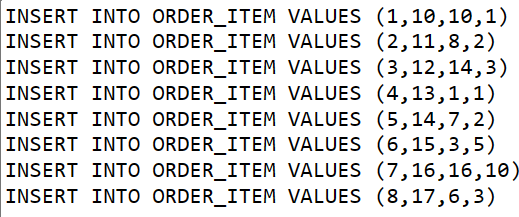 INSERT INTO ORDER_ITEM VALUES (1,10,10,1)
INSERT INTO ORDER_ITEM VALUES (2,11,8,2)
INSERT INTO ORDER_ITEM VALUES (3,12,14,3)
INSERT INTO ORDER_ITEM VALUES (4,13,1,1)
INSERT INTO ORDER_ITEM VALUES (5,14,7,2)
INSERT INTO ORDER_ITEM VALUES (6,15,3,5)
INSERT INTO ORDER_ITEM VALUES (7,16,16,10)
INSERT INTO ORDER_ITEM VALUES (8,17,6,3)